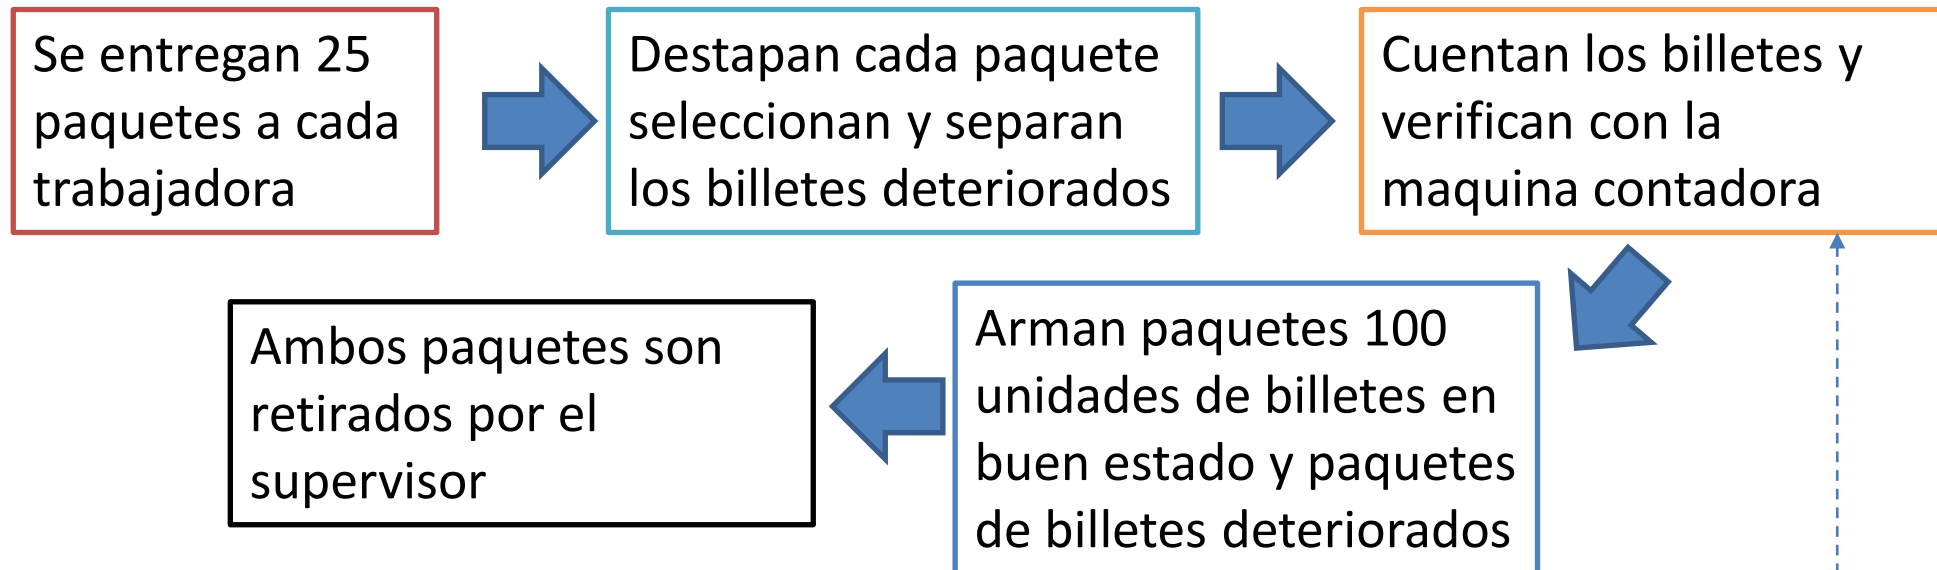 Se entregan 25
paquetes a cada
trabajadora
Destapan cada paquete
seleccionan y separan
los billetes deteriorados
Cuentan los billetes y
verifican con la
maquina contadora
Arman paquetes 100
unidades de billetes en
buen estado y paquetes
de billetes deteriorados
Ambos paquetes son
retirados por el
supervisor